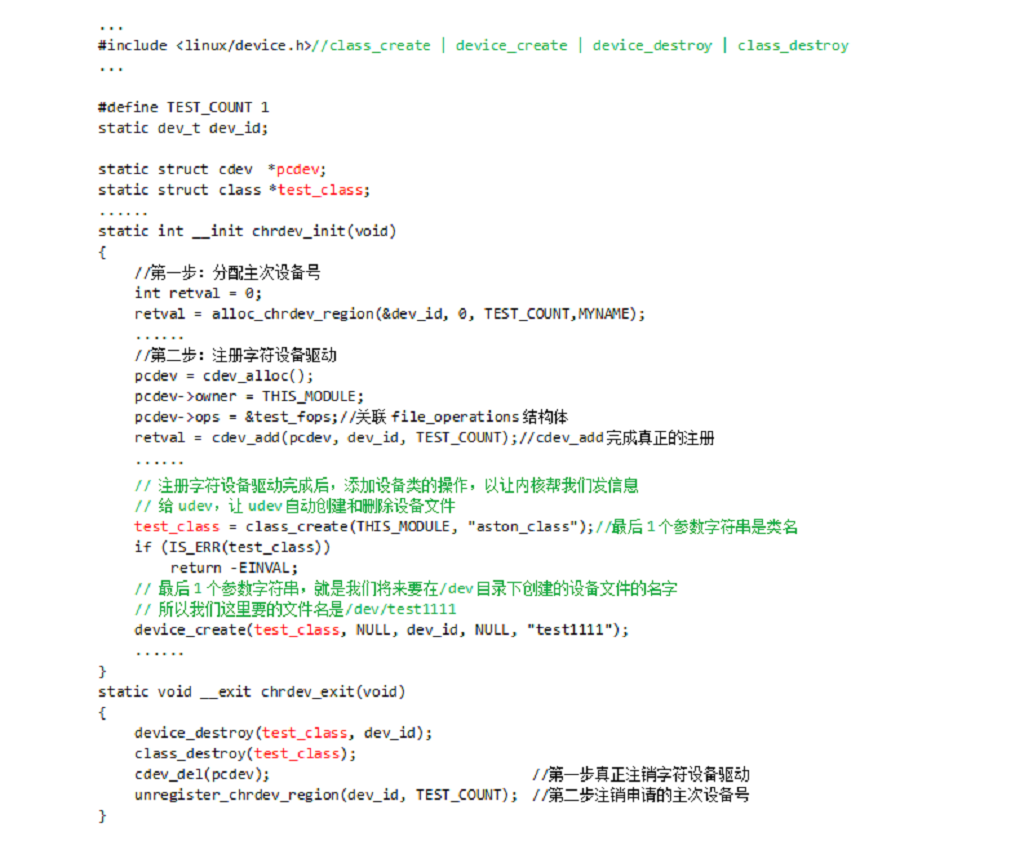 ...
#include <linux/device.h>//class_create | device_create | device_destroy | class_destroy
...
#define TEST_COUNT 1
static dev_t dev_id;
static struct cdev  *pcdev;
static struct class *test_class;
......
static int __init chrdev_init(void)
{
    //第一步：分配主次设备号
    int retval = 0;
    retval = alloc_chrdev_region(&dev_id, 0, TEST_COUNT,MYNAME);
    ......
    //第二步：注册字符设备驱动
    pcdev = cdev_alloc();
    pcdev->owner = THIS_MODULE;
    pcdev->ops = &test_fops;//关联 file_operations 结构体
    retval = cdev_add(pcdev, dev_id, TEST_COUNT);//cdev_add 完成真正的注册
    ......
    // 注册字符设备驱动完成后，添加设备类的操作，以让内核帮我们发信息
    // 给 udev，让 udev 自动创建和删除设备文件
    test_class = class_create(THIS_MODULE, "aston_class");//最后 1 个参数字符串是类名
    if (IS_ERR(test_class))
        return -EINVAL;
    // 最后 1 个参数字符串，就是我们将来要在/dev 目录下创建的设备文件的名字
    // 所以我们这里要的文件名是/dev/test1111
    device_create(test_class, NULL, dev_id, NULL, "test1111");
    ......
}
static void __exit chrdev_exit(void)
{
    device_destroy(test_class, dev_id);
    class_destroy(test_class);
    cdev_del(pcdev);                              //第一步真正注销字符设备驱动
    unregister_chrdev_region(dev_id, TEST_COUNT);  //第二步注销申请的主次设备号
}